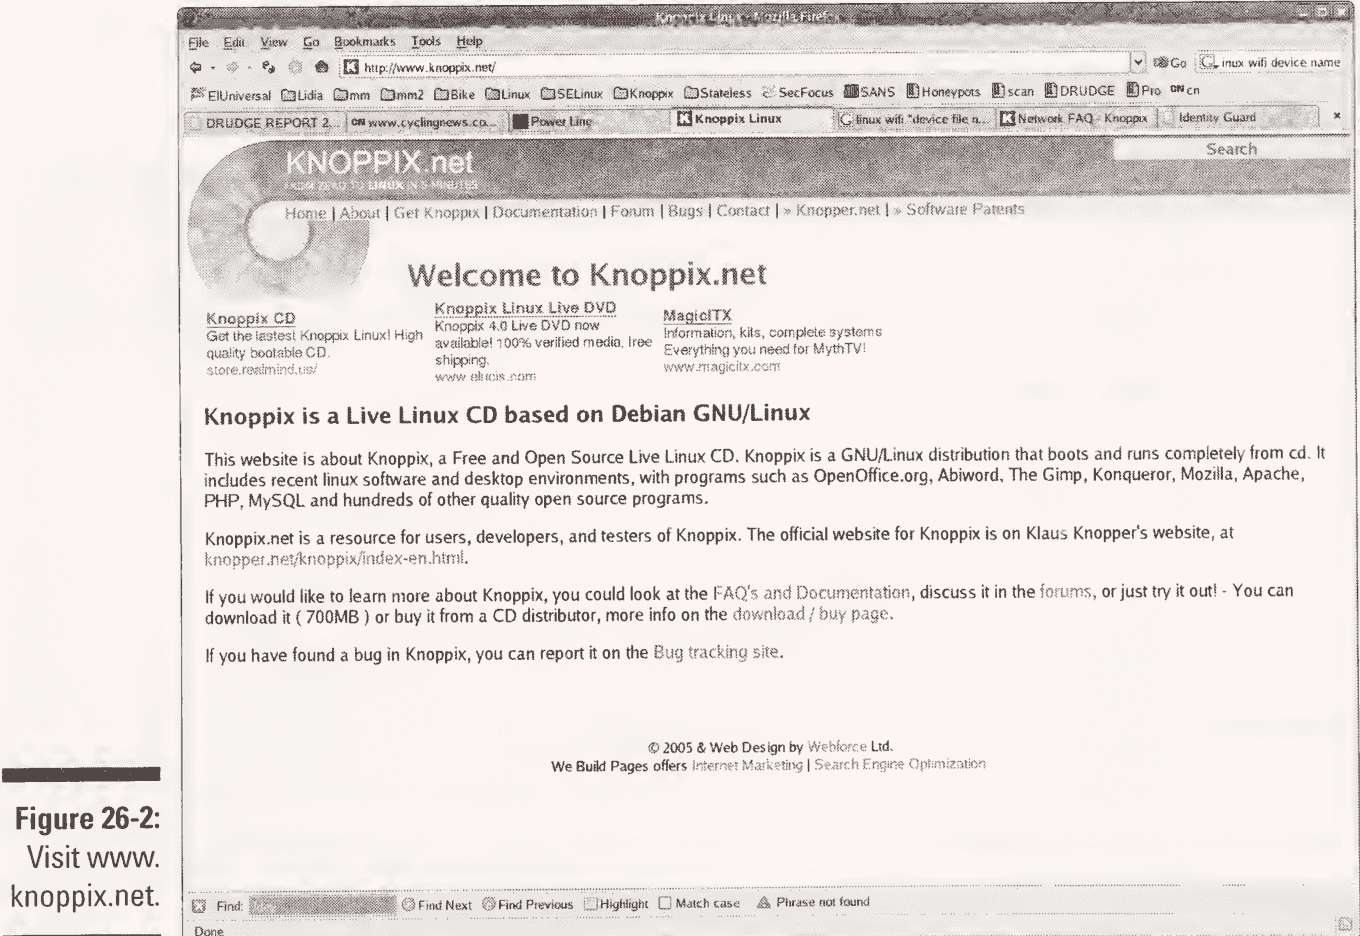 Knoppix Linux - Mozilla Firefox
File Edit View Go Bookmarks Tools Help
http://www.knoppix.net/ Go inux wifi device name
ElUniversal Lidia mm mm2 Bike Linux SELinux Knoppix Stateless SecFocus SANS Honeypots scan DRUDGE Pro cn
DRUDGE REPORT 2... www.cyclingnews.co... Power Line Knoppix Linux linux wifi "device file n... Network FAQ - Knoppix Identity Guard
KNOPPIX.net
FROM ZERO TO LINUX IN 5 MINUTES
Search
Home | About | Get Knoppix | Documentation | Forum | Bugs | Contact | » Knopper.net | » Software Patents
Welcome to Knoppix.net
Knoppix CD
Get the lastest Knoppix Linux! High
quality bootable CD.
store.realmind.us/
Knoppix Linux Live DVD
Knoppix 4.0 Live DVD now
available! 100% verified media, free
shipping.
www.elucis.com
MagicITX
Information, kits, complete systems
Everything you need for MythTV!
www.magicitx.com
Knoppix is a Live Linux CD based on Debian GNU/Linux
This website is about Knoppix, a Free and Open Source Live Linux CD. Knoppix is a GNU/Linux distribution that boots and runs completely from cd. It
includes recent linux software and desktop environments, with programs such as OpenOffice.org, Abiword, The Gimp, Konqueror, Mozilla, Apache,
PHP, MySQL and hundreds of other quality open source programs.
Knoppix.net is a resource for users, developers, and testers of Knoppix. The official website for Knoppix is on Klaus Knopper's website, at
knopper.net/knoppix/index-en.html.
If you would like to learn more about Knoppix, you could look at the FAQ's and Documentation, discuss it in the forums, or just try it out! - You can
download it ( 700MB ) or buy it from a CD distributor, more info on the download / buy page.
If you have found a bug in Knoppix, you can report it on the Bug tracking site.
© 2005 & Web Design by Webforce Ltd.
We Build Pages offers Internet Marketing | Search Engine Optimization
Find: Find Next Find Previous Highlight Match case Phrase not found
Done
Figure 26-2:
Visit www.
knoppix.net.